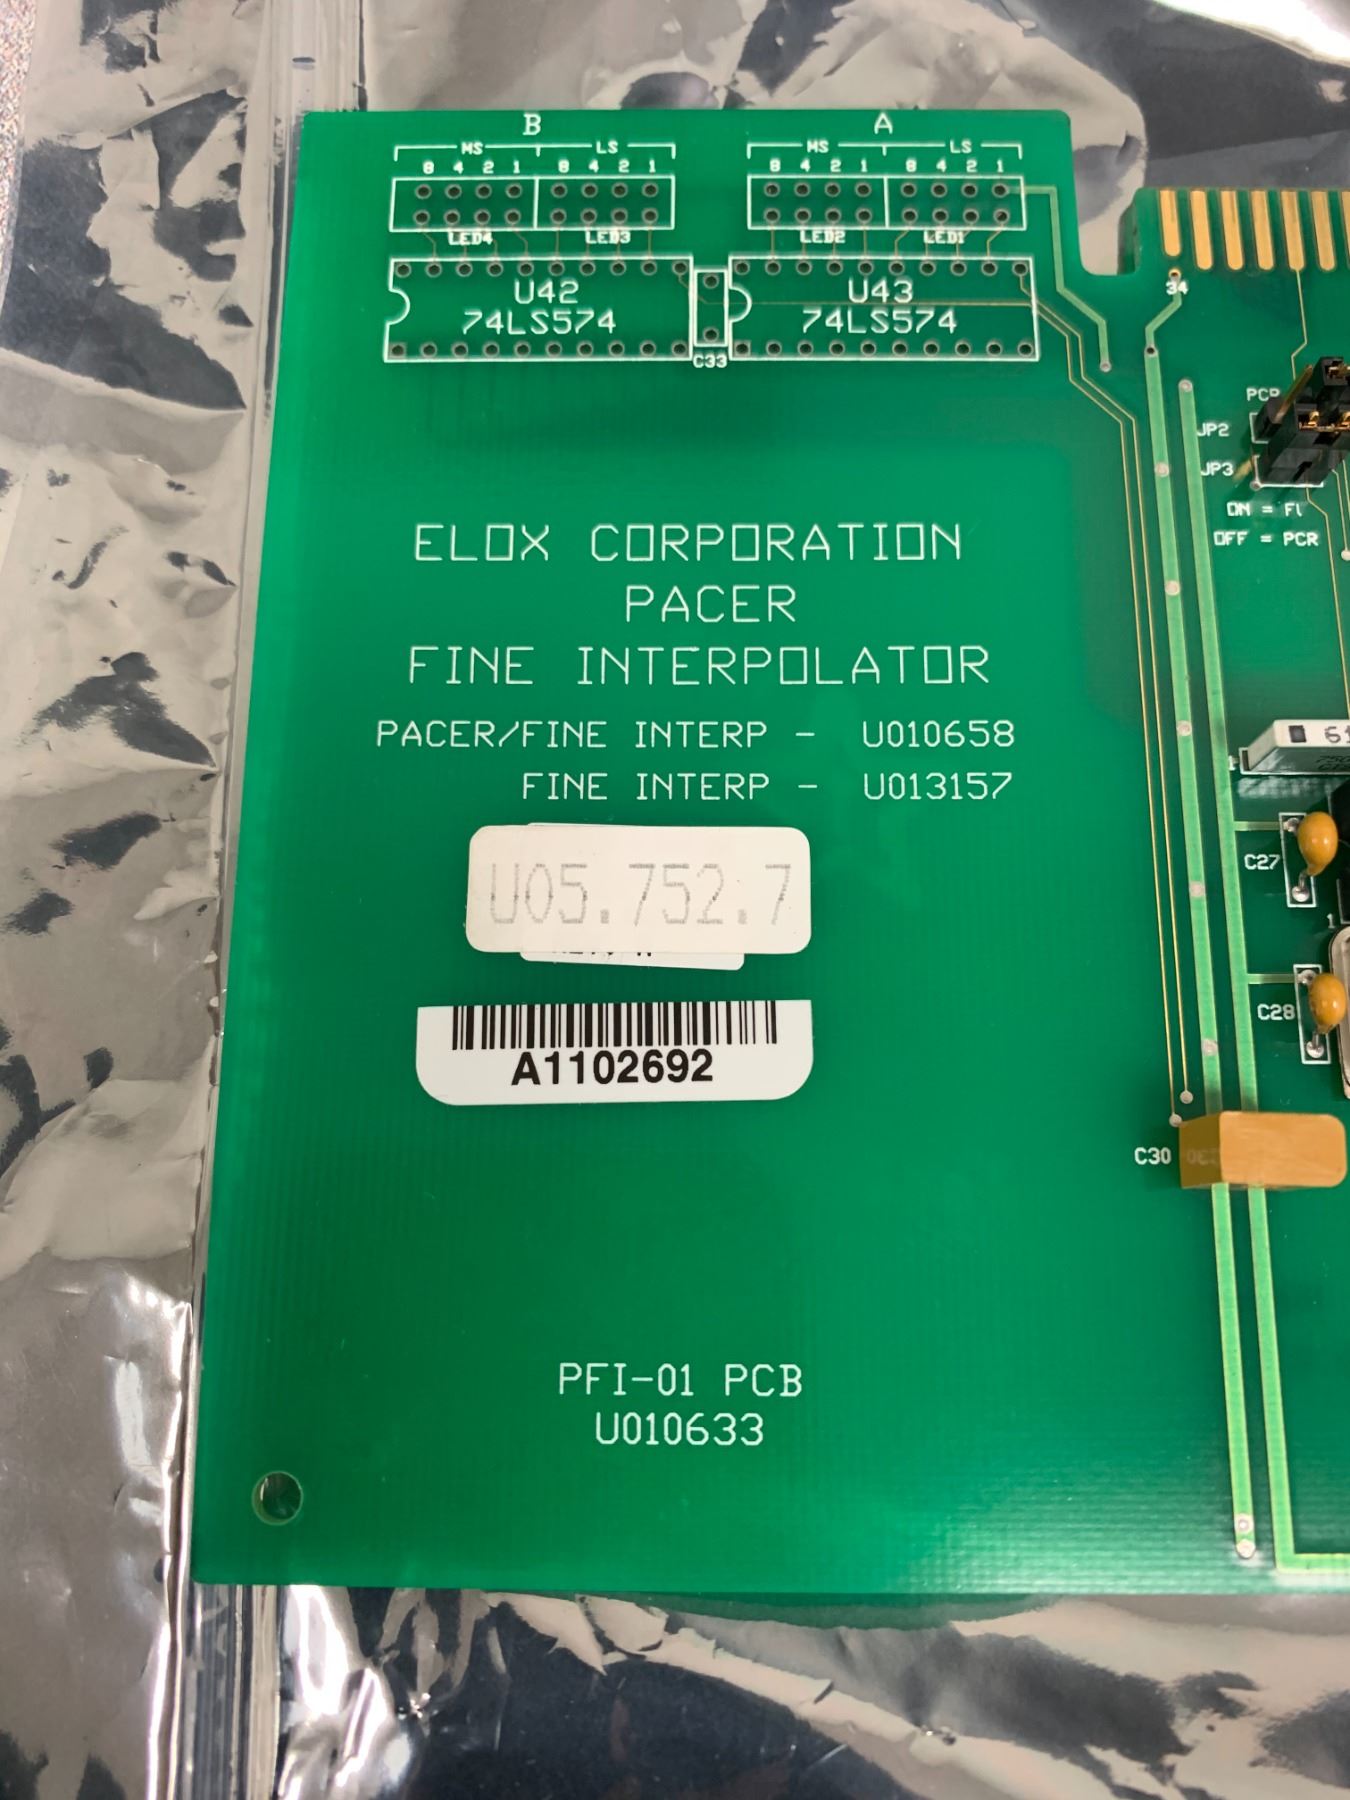 B A
MS LS MS LS
8 4 2 1 8 4 2 1 8 4 2 1 8 4 2 1
LED4 LED3 LED2 LED1
U42 U43
74LS574 74LS574
C33
34
JP2
JP3
ON =
OFF = PCR
ELOX CORPORATION
PACER
FINE INTERPOLATOR
PACER/FINE INTERP - U010658
FINE INTERP - U013157
1
C27
U05.752.7
1
C28
A1102692
C30
PFI-01 PCB
U010633